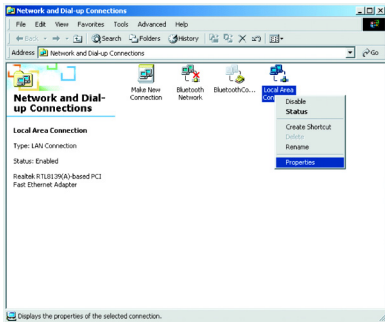 Network and Dial-up Connections
File Edit View Favorites Tools Advanced Help
Back Search Folders History
Address Network and Dial-up Connections Go
Network and Dial-up Connections
Local Area Connection
Type: LAN Connection
Status: Enabled
Realtek RTL8139(A)-based PCI
Fast Ethernet Adapter
Make New
Connection
Bluetooth
Network
BluetoothCo...
Local Area
Con
Disable
Status
Create Shortcut
Delete
Rename
Properties
Displays the properties of the selected connection.